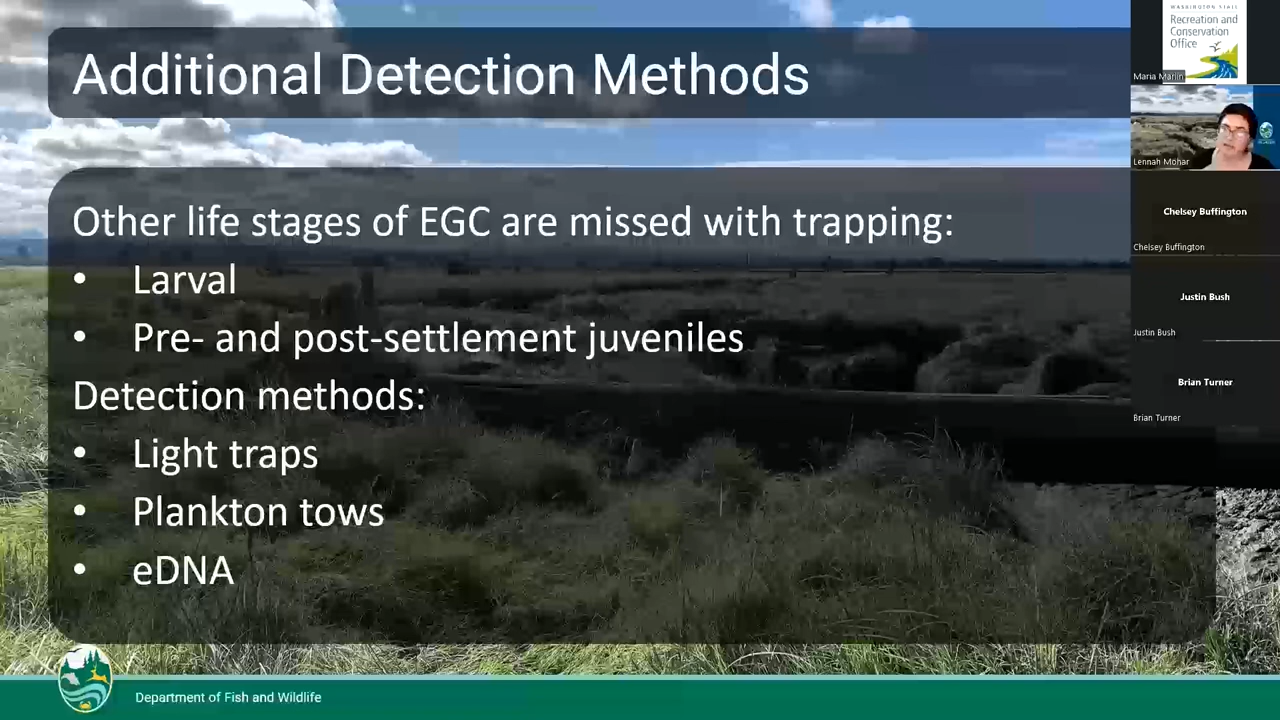 Additional Detection Methods
Other life stages of EGC are missed with trapping:
• Larval
• Pre- and post-settlement juveniles
Detection methods:
• Light traps
• Plankton tows
• eDNA
Department of Fish and Wildlife
WASHINGTON STATE
Recreation and
Conservation
Office
Maria Marlin
Lennah Mohar
Chelsey Buffington
Chelsey Buffington
Justin Bush
Justin Bush
Brian Turner
Brian Turner